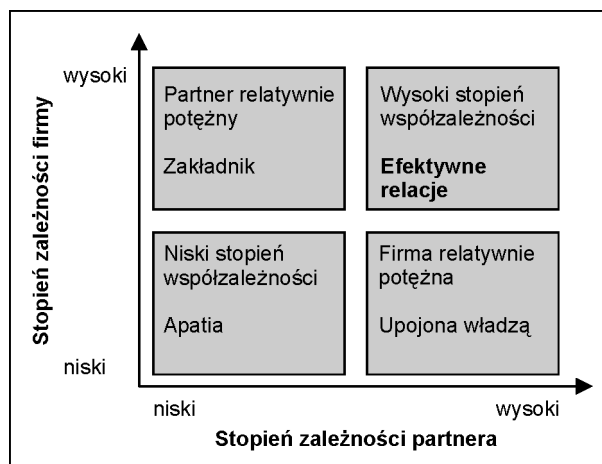 Stopień zależności firmy
wysoki
niski
Partner relatywnie
potężny
Zakładnik
Wysoki stopień
współzależności
Efektywne
relacje
Niski stopień
współzależności
Apatia
Firma relatywnie
potężna
Upojona władzą
niski
wysoki
Stopień zależności partnera